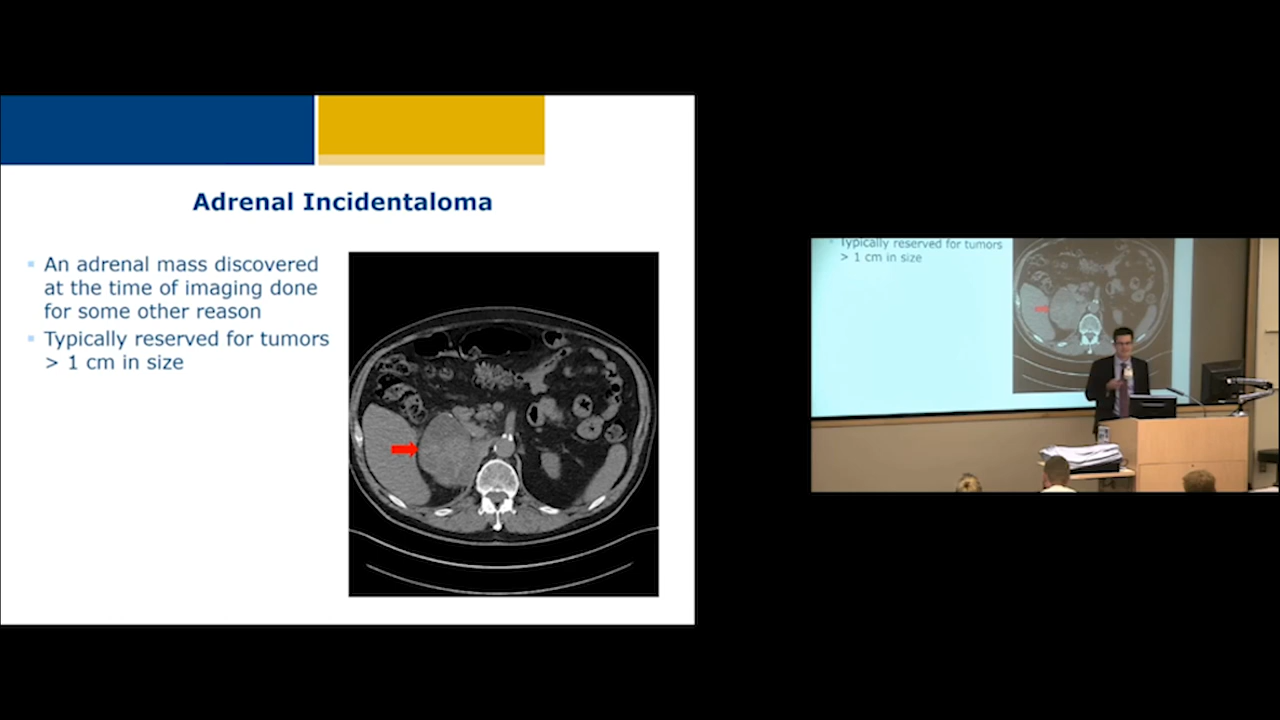 Adrenal Incidentaloma
An adrenal mass discovered
at the time of imaging done
for some other reason
Typically reserved for tumors
> 1 cm in size
Typically reserved for tumors
> 1 cm in size